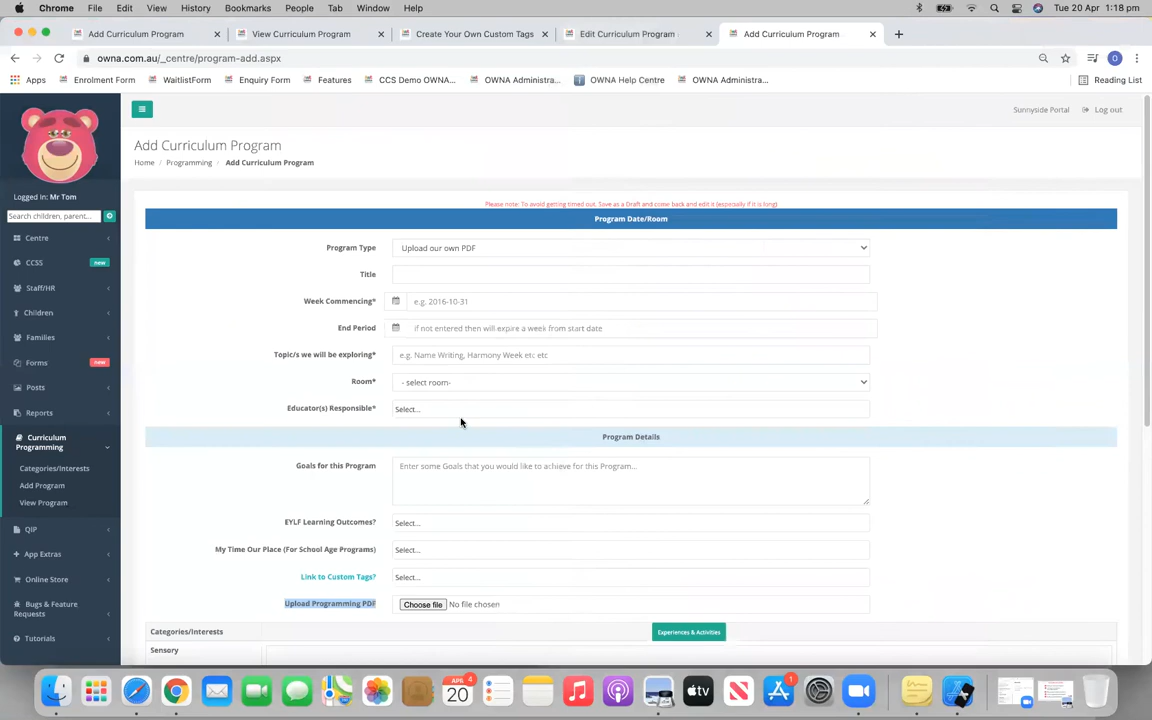 Chrome File Edit View History Bookmarks People Tab Window Help Tue 20 Apr 1:18 pm
Add Curriculum Program View Curriculum Program Create Your Own Custom Tags Edit Curriculum Program Add Curriculum Program
owna.com.au/_centre/program-add.aspx
Apps Enrolment Form WaitlistForm Enquiry Form Features CCS Demo OWNA... OWNA Administra... OWNA Help Centre OWNA Administra... Reading List
Sunnyside Portal Log out
Add Curriculum Program
Home / Programming / Add Curriculum Program
Logged In: Mr Tom
Search children, parent...
Centre
CCSS new
Staff/HR
Children
Families
Forms new
Posts
Reports
Curriculum
Programming
Categories/Interests
Add Program
View Program
QIP
App Extras
Online Store
Bugs & Feature
Requests
Tutorials
Please note: To avoid getting timed out. Save as a Draft and come back and edit it (especially if it is long)
Program Date/Room
Program Type Upload our own PDF
Title
Week Commencing* e.g. 2016-10-31
End Period if not entered then will expire a week from start date
Topic/s we will be exploring* e.g. Name Writing, Harmony Week etc etc
Room* - select room-
Educator(s) Responsible* Select...
Program Details
Goals for this Program Enter some Goals that you would like to achieve for this Program...
EYLF Learning Outcomes? Select...
My Time Our Place (For School Age Programs) Select...
Link to Custom Tags? Select...
Upload Programming PDF Choose file No file chosen
Categories/Interests Experiences & Activities
Sensory
APR
20
4
1